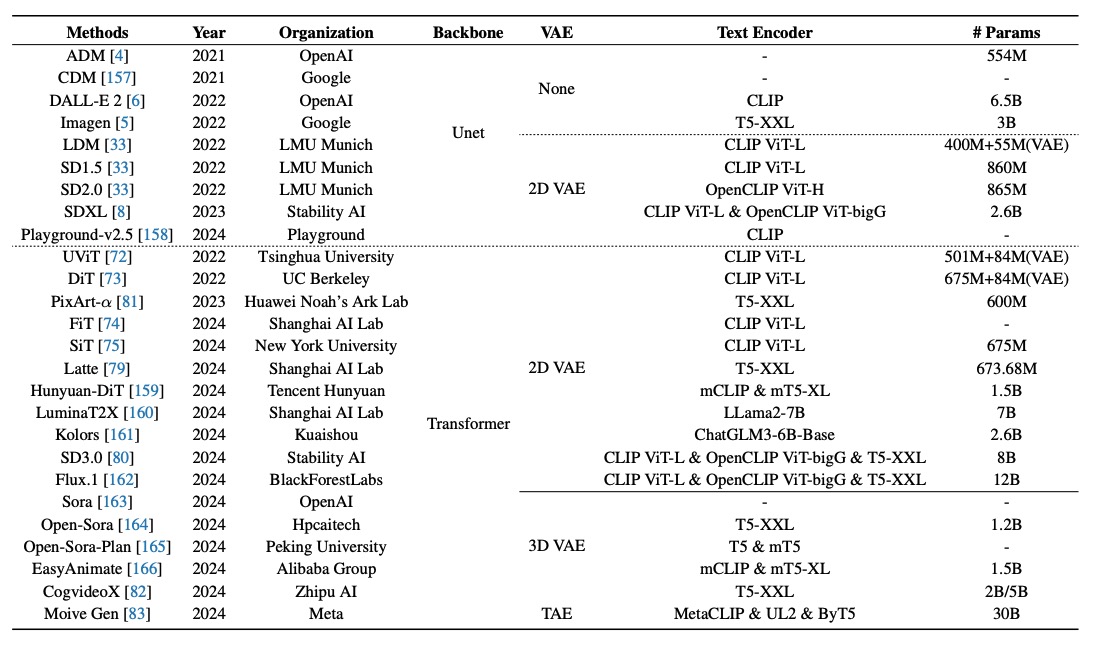 Methods Year Organization Backbone VAE Text Encoder # Params
ADM [4] 2021 OpenAI - 554M
CDM [157] 2021 Google - -
None
DALL-E 2 [6] 2022 OpenAI CLIP 6.5B
Imagen [5] 2022 Google T5-XXL 3B
Unet
LDM [33] 2022 LMU Munich CLIP ViT-L 400M+55M(VAE)
SD1.5 [33] 2022 LMU Munich CLIP ViT-L 860M
SD2.0 [33] 2022 LMU Munich 2D VAE OpenCLIP ViT-H 865M
SDXL [8] 2023 Stability AI CLIP ViT-L & OpenCLIP ViT-bigG 2.6B
Playground-v2.5 [158] 2024 Playground CLIP -
UViT [72] 2022 Tsinghua University CLIP ViT-L 501M+84M(VAE)
DiT [73] 2022 UC Berkeley CLIP ViT-L 675M+84M(VAE)
PixArt-α [81] 2023 Huawei Noah's Ark Lab T5-XXL 600M
FiT [74] 2024 Shanghai AI Lab CLIP ViT-L -
SiT [75] 2024 New York University CLIP ViT-L 675M
Latte [79] 2024 Shanghai AI Lab 2D VAE T5-XXL 673.68M
Hunyuan-DiT [159] 2024 Tencent Hunyuan mCLIP & mT5-XL 1.5B
LuminaT2X [160] 2024 Shanghai AI Lab LLama2-7B 7B
Transformer
Kolors [161] 2024 Kuaishou ChatGLM3-6B-Base 2.6B
SD3.0 [80] 2024 Stability AI CLIP ViT-L & OpenCLIP ViT-bigG & T5-XXL 8B
Flux.1 [162] 2024 BlackForestLabs CLIP ViT-L & OpenCLIP ViT-bigG & T5-XXL 12B
Sora [163] 2024 OpenAI - -
Open-Sora [164] 2024 Hpcaitech T5-XXL 1.2B
Open-Sora-Plan [165] 2024 Peking University 3D VAE T5 & mT5 -
EasyAnimate [166] 2024 Alibaba Group mCLIP & mT5-XL 1.5B
CogvideoX [82] 2024 Zhipu AI T5-XXL 2B/5B
Moive Gen [83] 2024 Meta TAE MetaCLIP & UL2 & ByT5 30B